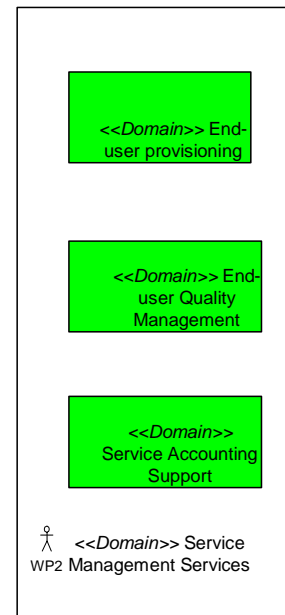 <<Domain>> End-
user provisioning
<<Domain>> End-
user Quality
Management
<<Domain>>
Service Accounting
Support
<<Domain>> Service
WP2 Management Services